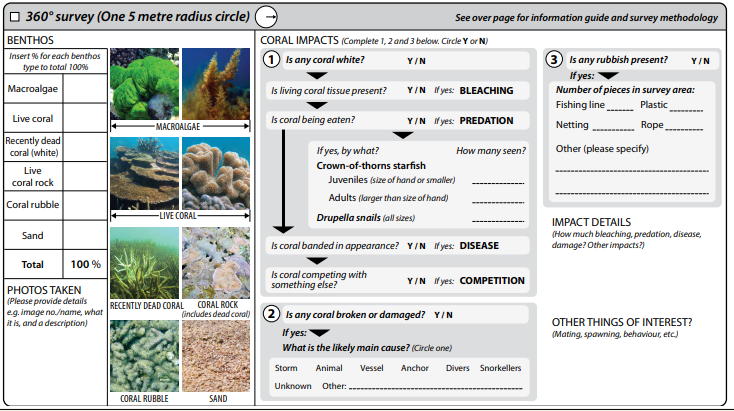 360° survey (One 5 metre radius circle)
See over page for information guide and survey methodology
BENTHOS
Insert % for each benthos
type to total 100%
Macroalgae
Live coral
Recently dead
coral (white)
Live
coral rock
Coral rubble
Sand
Total 100 %
PHOTOS TAKEN
(Please provide details
e.g. image no./name, what
it is, and a description)
MACROALGAE
LIVE CORAL
RECENTLY DEAD CORAL
CORAL ROCK
(includes dead coral)
CORAL RUBBLE
SAND
CORAL IMPACTS (Complete 1, 2 and 3 below. Circle Y or N)
1 Is any coral white? Y / N
Is living coral tissue present? Y / N If yes: BLEACHING
Is coral being eaten? Y / N If yes: PREDATION
If yes, by what? How many seen?
Crown-of-thorns starfish
Juveniles (size of hand or smaller)
Adults (larger than size of hand)
Drupella snails (all sizes)
Is coral banded in appearance? Y / N If yes: DISEASE
Is coral competing with
something else? Y / N If yes: COMPETITION
2 Is any coral broken or damaged? Y / N
If yes:
What is the likely main cause? (Circle one)
Storm Animal Vessel Anchor Divers Snorkellers
Unknown Other:
3 Is any rubbish present? Y / N
If yes:
Number of pieces in survey area:
Fishing line Plastic
Netting Rope
Other (please specify)
IMPACT DETAILS
(How much bleaching, predation, disease,
damage? Other impacts?)
OTHER THINGS OF INTEREST?
(Mating, spawning, behaviour, etc.)